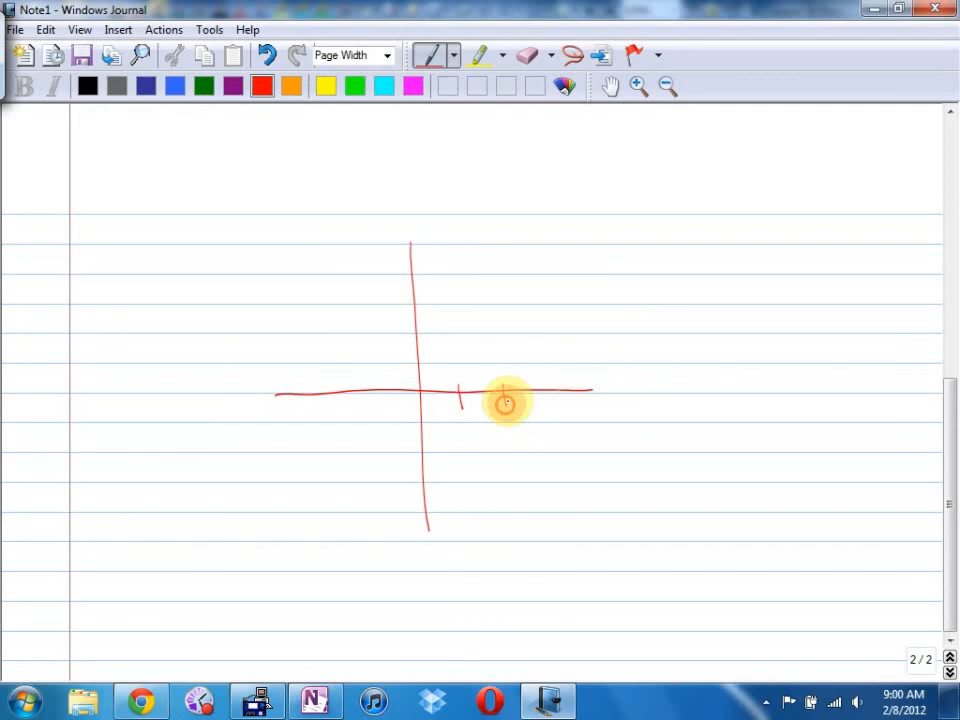 Note1 - Windows Journal
File Edit View Insert Actions Tools Help
Page Width
B I
2 / 2
N
9:00 AM
2/8/2012